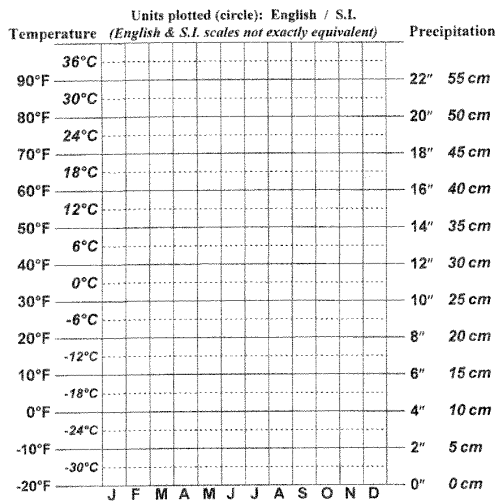 Units plotted (circle): English / S.I.
Temperature (English & S.I. scales not exactly equivalent) Precipitation
36°C
90°F 22" 55 cm
30°C
80°F 20" 50 cm
24°C
70°F 18" 45 cm
18°C
60°F 16" 40 cm
12°C
50°F 14" 35 cm
6°C
40°F 12" 30 cm
0°C
30°F 10" 25 cm
-6°C
20°F 8" 20 cm
-12°C
10°F 6" 15 cm
-18°C
0°F 4" 10 cm
-24°C
-10°F 2" 5 cm
-30°C
-20°F 0" 0 cm
J F M A M J J A S O N D